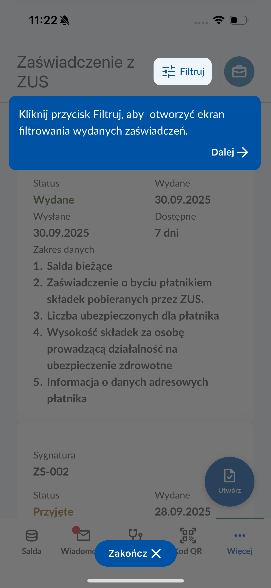 11:22
Zaświadczenie z
ZUS
Filtruj
Kliknij przycisk Filtruj, aby otworzyć ekran
filtrowania wydanych zaświadczeń.
Dalej
Status Wydane
Wydane 30.09.2025
Wysłane Dostępne
30.09.2025 7 dni
Zakres danych
1. Salda bieżące
2. Zaświadczenie o byciu płatnikiem
składek pobieranych przez ZUS.
3. Liczba ubezpieczonych dla płatnika
4. Wysokość składek za osobę
prowadzącą działalność na
ubezpieczenie zdrowotne
5. Informacja o danych adresowych
płatnika
Sygnatura
ZS-002
Status Wydane
Przyjęte 28.09.2025
Utwórz
Zakończ
Salda Kod QR Więcej